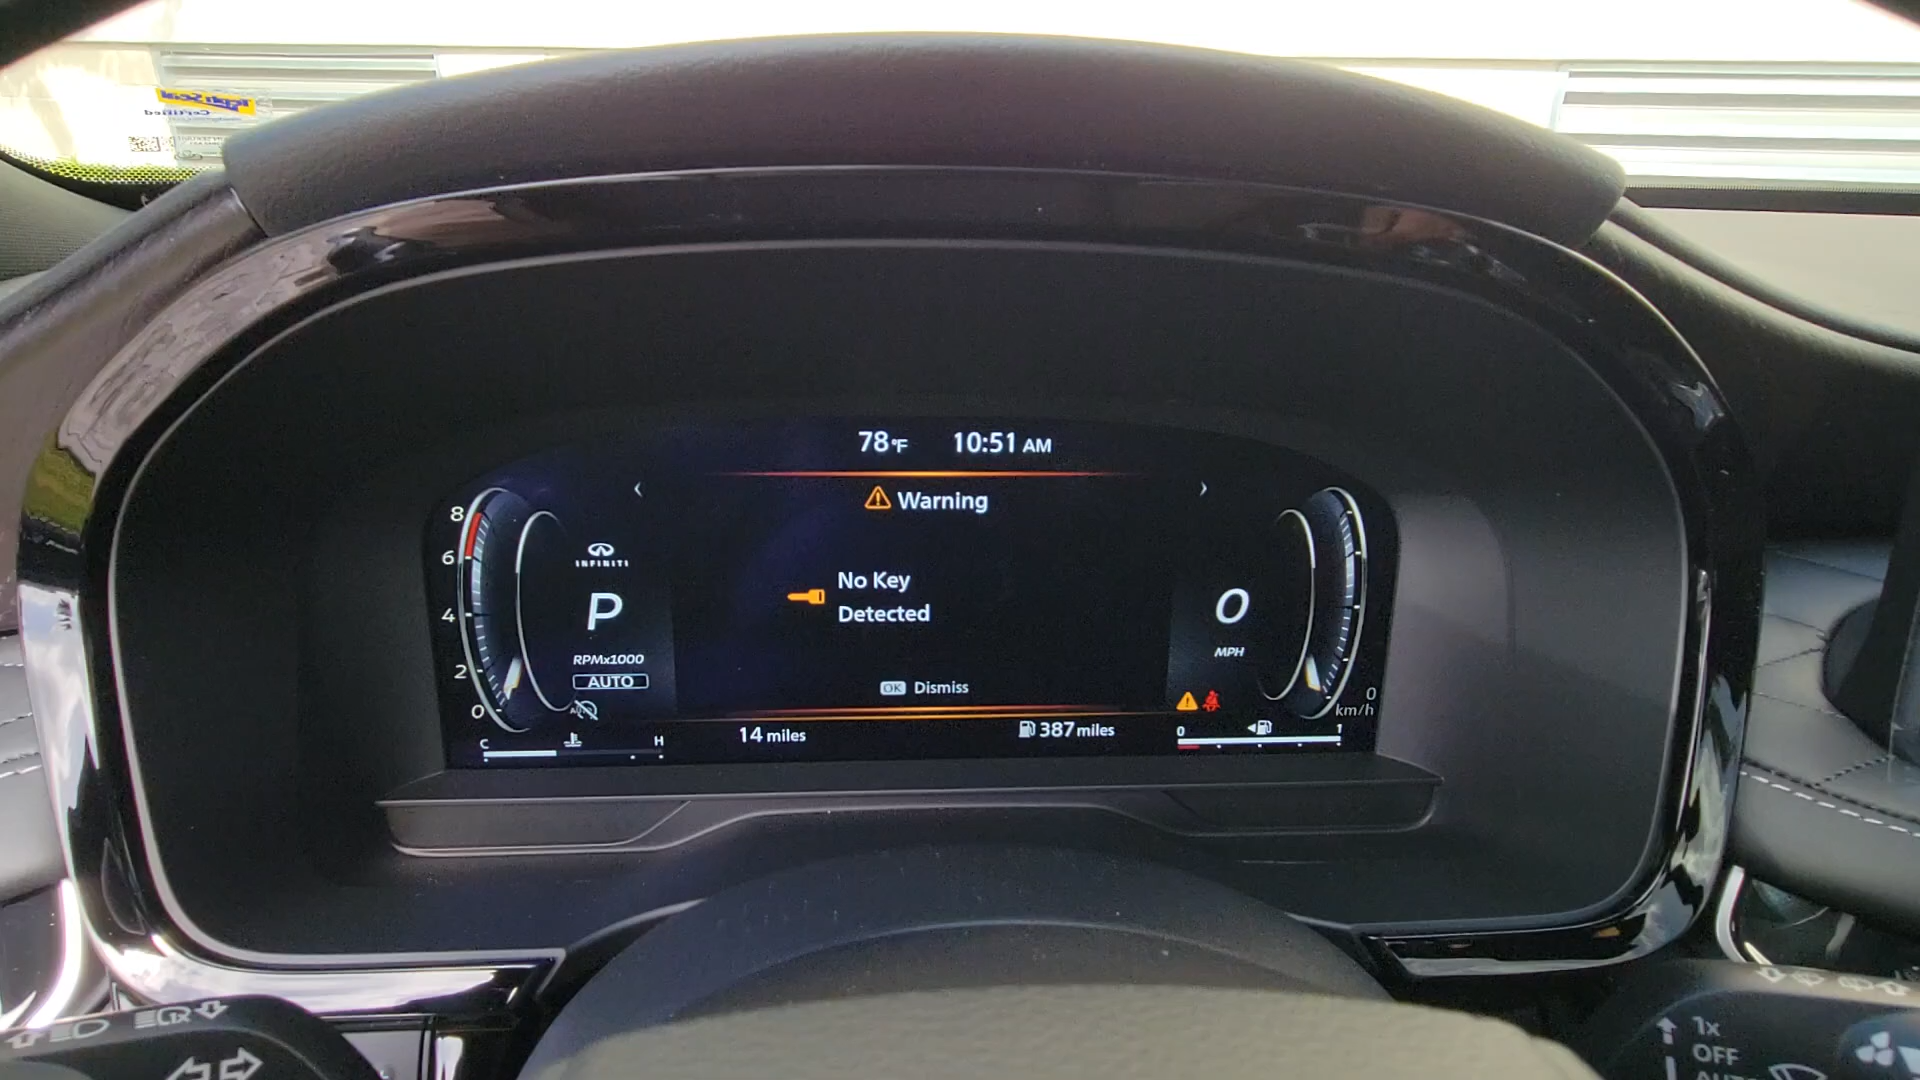 78°F 10:51 AM
Warning
No Key
Detected
OK Dismiss
8
6
4
2
0
INFINITI
P
RPMx1000
AUTO
C H
14 miles
387 miles
0
MPH
0
km/h
0 1
Certified
1x
OFF